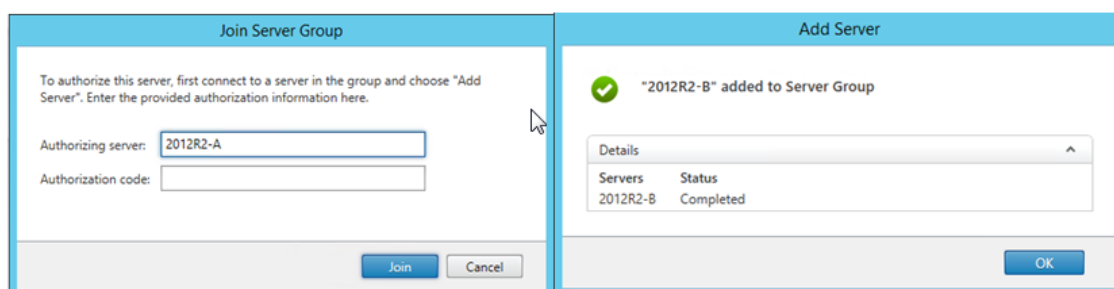 Join Server Group
To authorize this server, first connect to a server in the group and choose "Add
Server". Enter the provided authorization information here.
Authorizing server: 2012R2-A
Authorization code:
Join Cancel
Add Server
"2012R2-B" added to Server Group
Details
Servers Status
2012R2-B Completed
OK